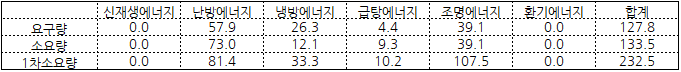 신재생에너지 난방에너지 냉방에너지 급탕에너지 조명에너지 환기에너지 합계
요구량 0.0 57.9 26.3 4.4 39.1 0.0 127.8
소요량 0.0 73.0 12.1 9.3 39.1 0.0 133.5
1차소요량 0.0 81.4 33.3 10.2 107.5 0.0 232.5